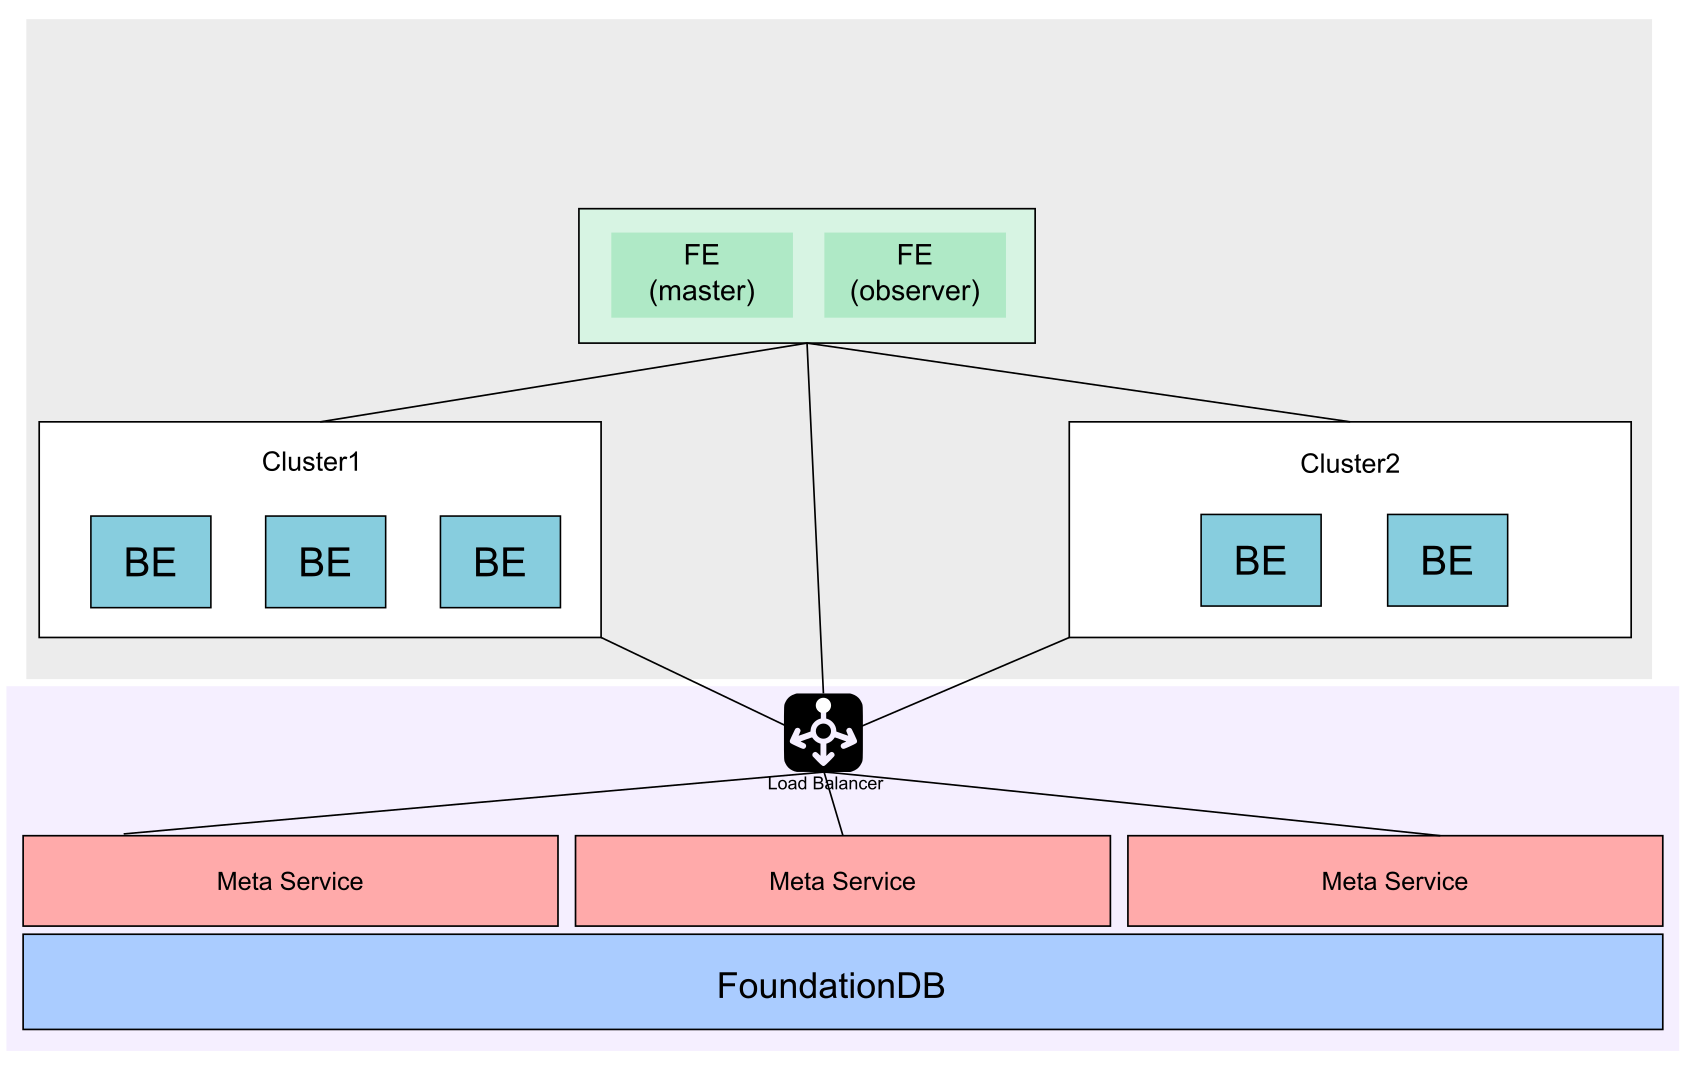 FE
(master)
FE
(observer)
Cluster1
BE
BE
BE
Cluster2
BE
BE
Load Balancer
Meta Service
Meta Service
Meta Service
FoundationDB